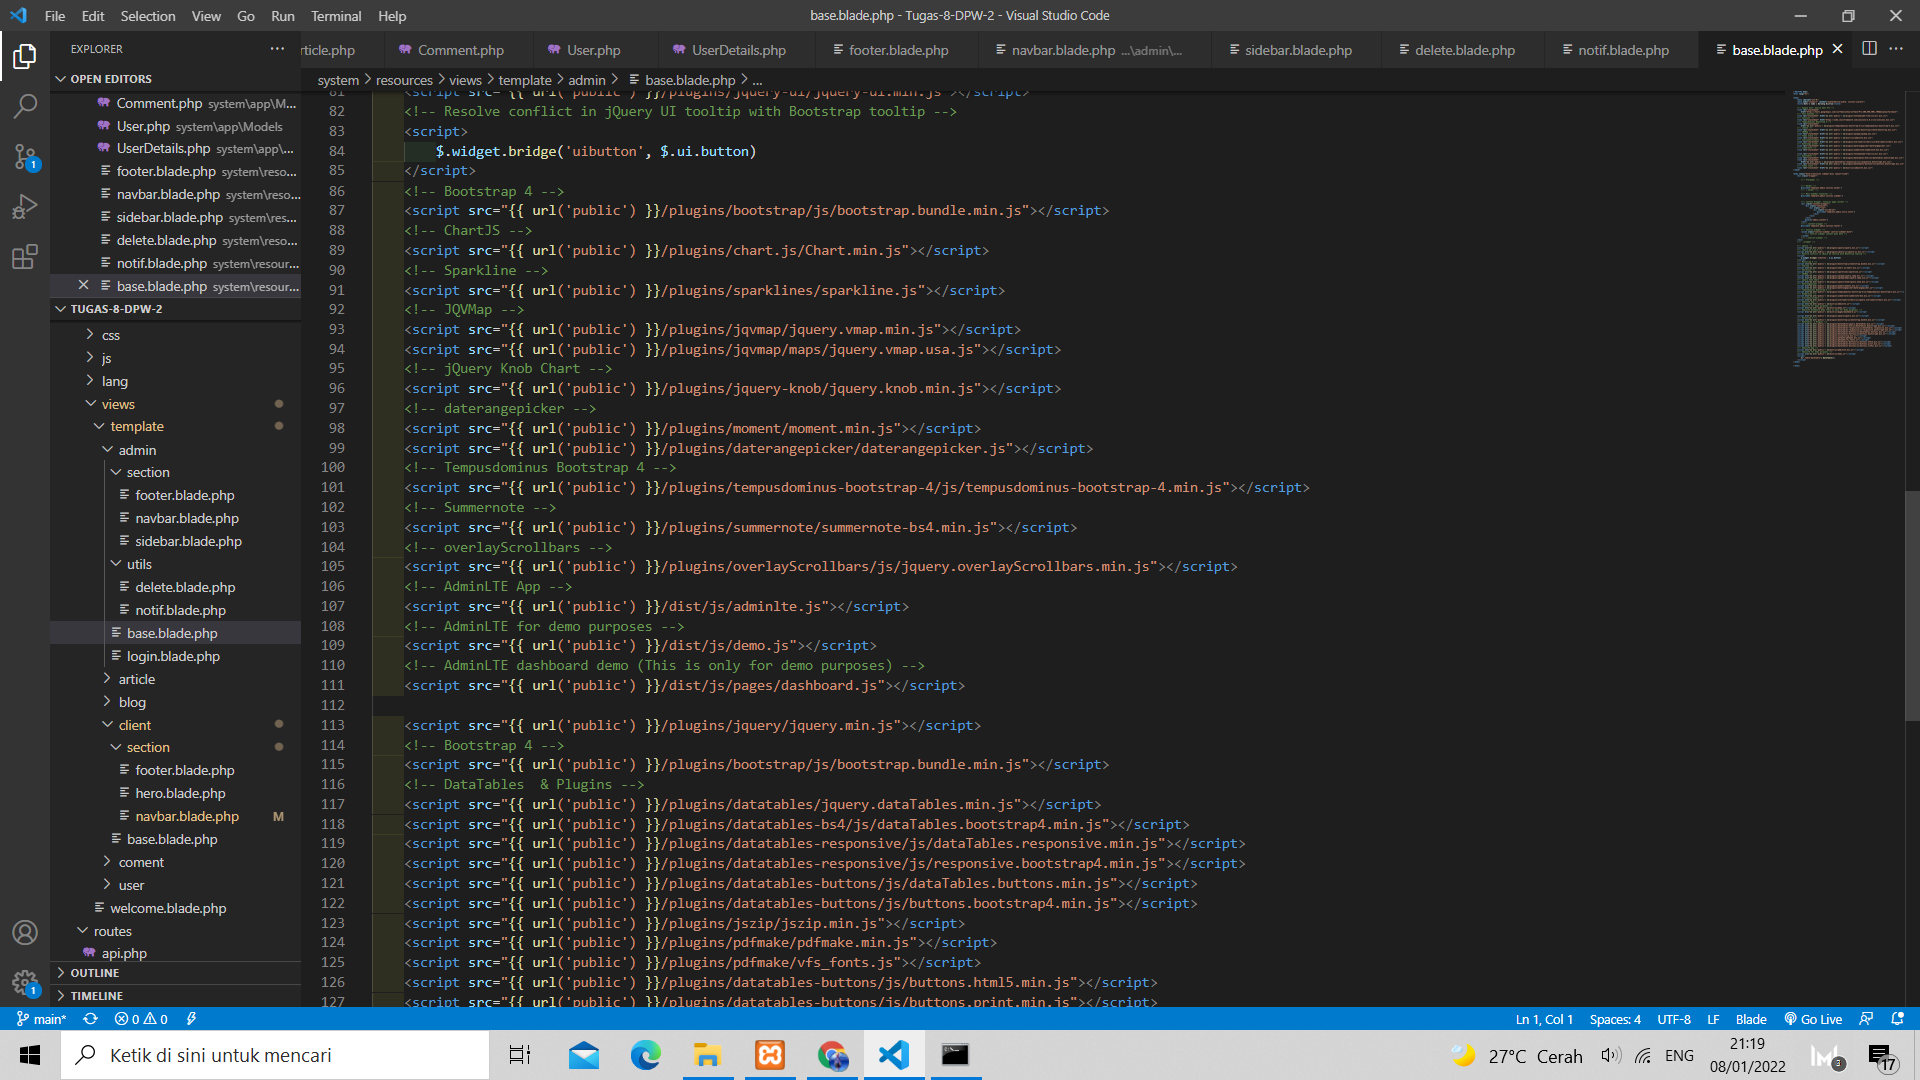 File Edit Selection View Go Run Terminal Help
base.blade.php - Tugas-8-DPW-2 - Visual Studio Code
EXPLORER
rticle.php Comment.php User.php UserDetails.php footer.blade.php navbar.blade.php ...\admin\... sidebar.blade.php delete.blade.php notif.blade.php base.blade.php
system > resources > views > template > admin > base.blade.php > ...
OPEN EDITORS
Comment.php system\app\M...
User.php system\app\Models
UserDetails.php system\app\...
footer.blade.php system\reso...
navbar.blade.php system\reso...
sidebar.blade.php system\res...
delete.blade.php system\reso...
notif.blade.php system\resour...
base.blade.php system\resour...
TUGAS-8-DPW-2
css
js
lang
views
template
admin
section
footer.blade.php
navbar.blade.php
sidebar.blade.php
utils
delete.blade.php
notif.blade.php
base.blade.php
login.blade.php
article
blog
client
section
footer.blade.php
hero.blade.php
navbar.blade.php M
base.blade.php
coment
user
welcome.blade.php
routes
api.php
OUTLINE
TIMELINE
81 <script src="{{ url('public') }}/plugins/jquery-ui/jquery-ui.min.js"></script>
82 <!-- Resolve conflict in jQuery UI tooltip with Bootstrap tooltip -->
83 <script>
84 $.widget.bridge('uibutton', $.ui.button)
85 </script>
86 <!-- Bootstrap 4 -->
87 <script src="{{ url('public') }}/plugins/bootstrap/js/bootstrap.bundle.min.js"></script>
88 <!-- ChartJS -->
89 <script src="{{ url('public') }}/plugins/chart.js/Chart.min.js"></script>
90 <!-- Sparkline -->
91 <script src="{{ url('public') }}/plugins/sparklines/sparkline.js"></script>
92 <!-- JQVMap -->
93 <script src="{{ url('public') }}/plugins/jqvmap/jquery.vmap.min.js"></script>
94 <script src="{{ url('public') }}/plugins/jqvmap/maps/jquery.vmap.usa.js"></script>
95 <!-- jQuery Knob Chart -->
96 <script src="{{ url('public') }}/plugins/jquery-knob/jquery.knob.min.js"></script>
97 <!-- daterangepicker -->
98 <script src="{{ url('public') }}/plugins/moment/moment.min.js"></script>
99 <script src="{{ url('public') }}/plugins/daterangepicker/daterangepicker.js"></script>
100 <!-- Tempusdominus Bootstrap 4 -->
101 <script src="{{ url('public') }}/plugins/tempusdominus-bootstrap-4/js/tempusdominus-bootstrap-4.min.js"></script>
102 <!-- Summernote -->
103 <script src="{{ url('public') }}/plugins/summernote/summernote-bs4.min.js"></script>
104 <!-- overlayScrollbars -->
105 <script src="{{ url('public') }}/plugins/overlayScrollbars/js/jquery.overlayScrollbars.min.js"></script>
106 <!-- AdminLTE App -->
107 <script src="{{ url('public') }}/dist/js/adminlte.js"></script>
108 <!-- AdminLTE for demo purposes -->
109 <script src="{{ url('public') }}/dist/js/demo.js"></script>
110 <!-- AdminLTE dashboard demo (This is only for demo purposes) -->
111 <script src="{{ url('public') }}/dist/js/pages/dashboard.js"></script>
112
113 <script src="{{ url('public') }}/plugins/jquery/jquery.min.js"></script>
114 <!-- Bootstrap 4 -->
115 <script src="{{ url('public') }}/plugins/bootstrap/js/bootstrap.bundle.min.js"></script>
116 <!-- DataTables  & Plugins -->
117 <script src="{{ url('public') }}/plugins/datatables/jquery.dataTables.min.js"></script>
118 <script src="{{ url('public') }}/plugins/datatables-bs4/js/dataTables.bootstrap4.min.js"></script>
119 <script src="{{ url('public') }}/plugins/datatables-responsive/js/dataTables.responsive.min.js"></script>
120 <script src="{{ url('public') }}/plugins/datatables-responsive/js/responsive.bootstrap4.min.js"></script>
121 <script src="{{ url('public') }}/plugins/datatables-buttons/js/dataTables.buttons.min.js"></script>
122 <script src="{{ url('public') }}/plugins/datatables-buttons/js/buttons.bootstrap4.min.js"></script>
123 <script src="{{ url('public') }}/plugins/jszip/jszip.min.js"></script>
124 <script src="{{ url('public') }}/plugins/pdfmake/pdfmake.min.js"></script>
125 <script src="{{ url('public') }}/plugins/pdfmake/vfs_fonts.js"></script>
126 <script src="{{ url('public') }}/plugins/datatables-buttons/js/buttons.html5.min.js"></script>
127 <script src="{{ url('public') }}/plugins/datatables-buttons/js/buttons.print.min.js"></script>
1
1
main* 0 0 Ln 1, Col 1 Spaces: 4 UTF-8 LF Blade Go Live
Ketik di sini untuk mencari
27°C Cerah ENG
21:19
08/01/2022
3
17